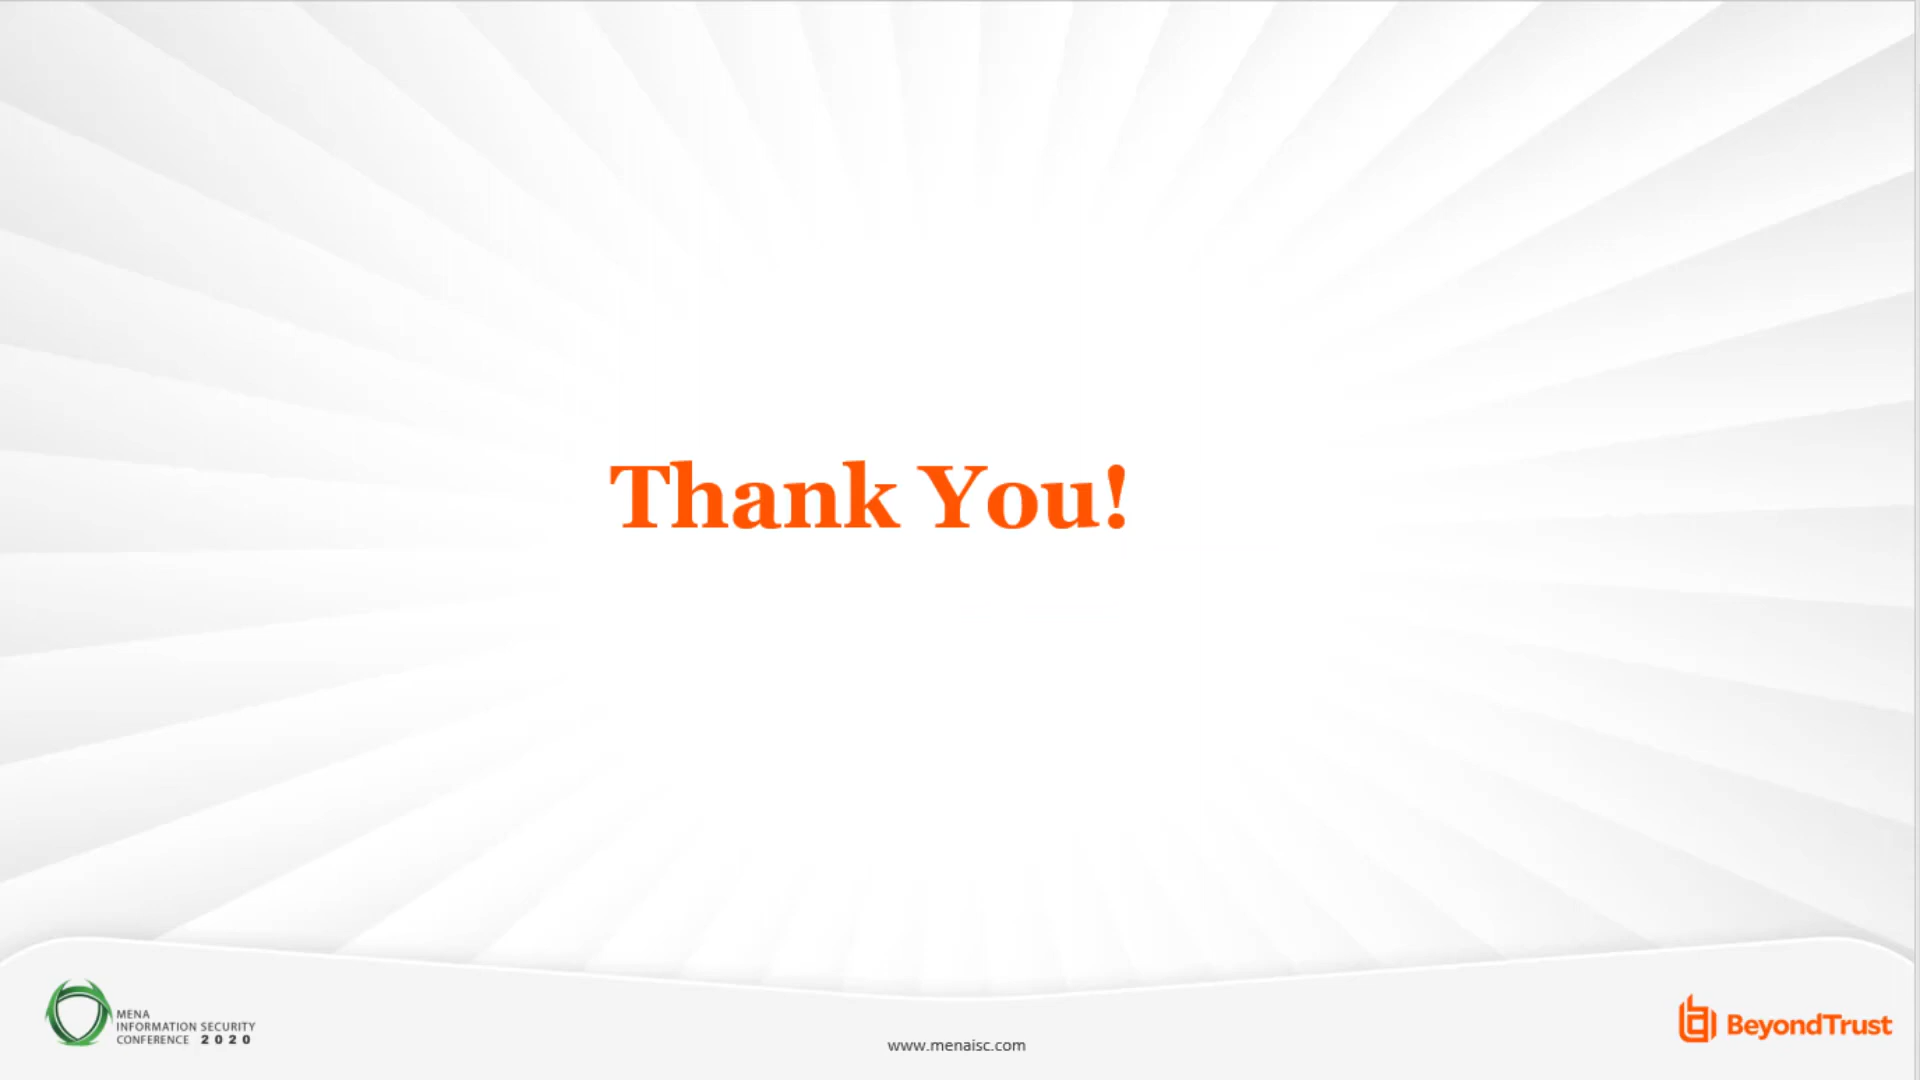 Thank You!
MENA
INFORMATION SECURITY
CONFERENCE 2020
www.menaisc.com
BeyondTrust